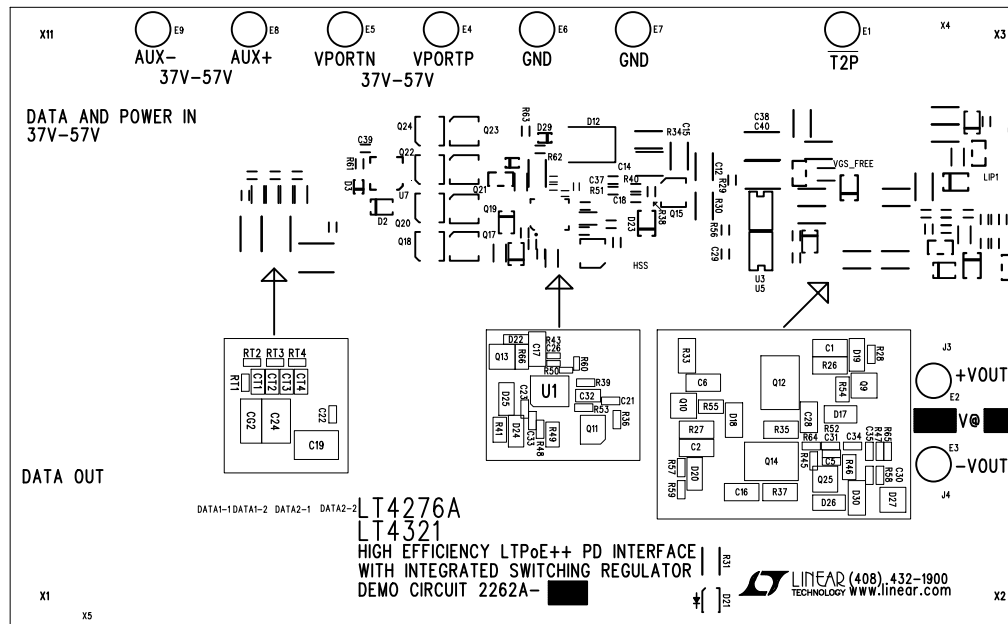 X11
E9
E8
E5
E4
E6
E7
E1
X4
X3
AUX-
AUX+
VPORTN
VPORTP
GND
GND
T2P
37V-57V
37V-57V
DATA AND POWER IN
37V-57V
Q24
Q23
R63
D29
D12
R34
C15
C38
C40
C39
R61
D3
Q22
Q21
R62
C14
C37
R40
R51
C18
C12
R29
VGS_FREE
LIP1
U7
D2
Q20
Q19
D23
R38
Q15
R30
R56
Q18
Q17
HSS
C29
U3
U5
RT2 RT3 RT4
RT1
CT1
CT2
CT3
CT4
CG2
C24
C22
C19
D22
C17
R43
C26
Q13
R66
R50
R60
R39
D25
C23
U1
C32
C21
R53
R36
R41
D24
C33
R48
R49
Q11
R33
C6
Q12
C1
R26
D19
R28
Q10
R55
D18
R54
Q9
C28
D17
R27
R35
R52
C2
R64
C31
C34
C35
R47
R65
R57
D20
Q14
R45
C5
R46
Q25
R58
C30
R59
C16
R37
D26
D30
D27
J3
+VOUT
E2
V@
E3
-VOUT
J4
DATA OUT
DATA1-1 DATA1-2 DATA2-1 DATA2-2
LT4276A
LT4321
HIGH EFFICIENCY LTPoE++ PD INTERFACE
WITH INTEGRATED SWITCHING REGULATOR
DEMO CIRCUIT 2262A-
R31
D21
LINEAR
TECHNOLOGY
(408) 432-1900
www.linear.com
X1
X5
X2